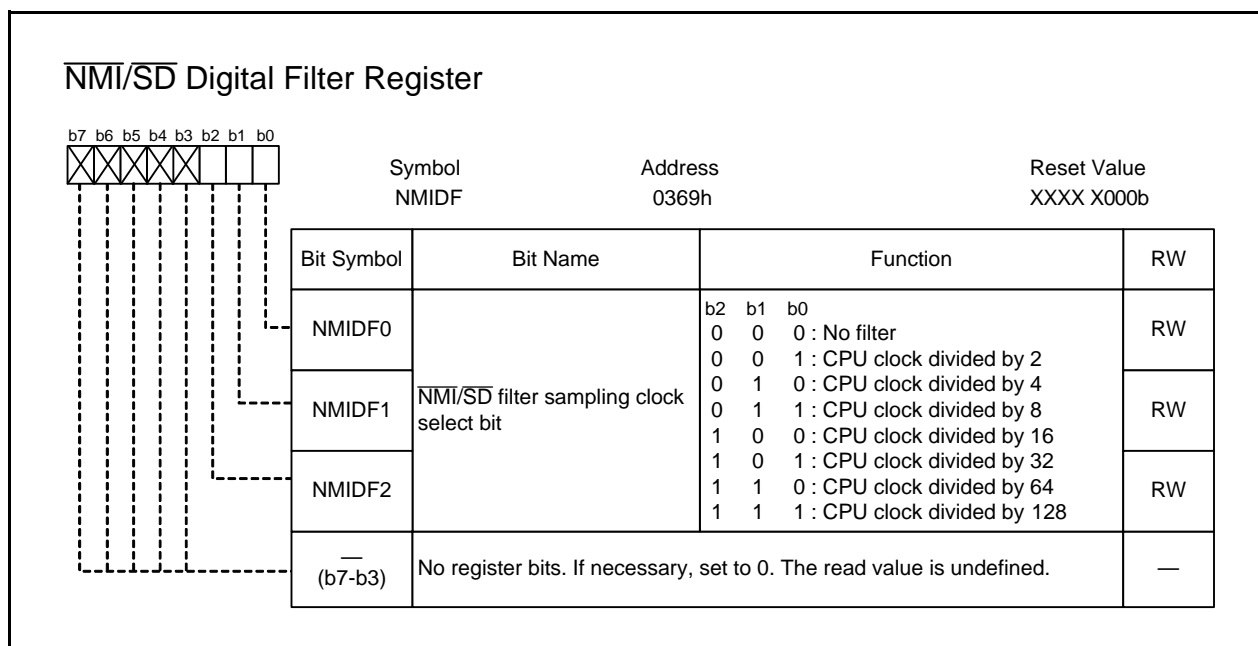 NMI/SD Digital Filter Register
b7 b6 b5 b4 b3 b2 b1 b0
Symbol Address Reset Value
NMIDF 0369h XXXX X000b
Bit Symbol Bit Name Function RW
NMIDF0 RW
NMIDF1 NMI/SD filter sampling clock select bit RW
NMIDF2 RW
b2 b1 b0
0 0 0 : No filter
0 0 1 : CPU clock divided by 2
0 1 0 : CPU clock divided by 4
0 1 1 : CPU clock divided by 8
1 0 0 : CPU clock divided by 16
1 0 1 : CPU clock divided by 32
1 1 0 : CPU clock divided by 64
1 1 1 : CPU clock divided by 128
—
(b7-b3) No register bits. If necessary, set to 0. The read value is undefined. —